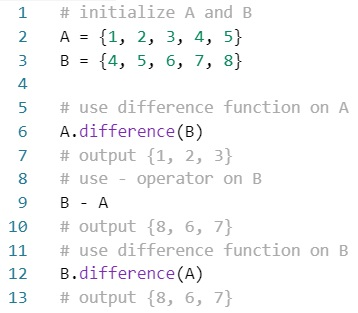 1 # initialize A and B
2 A = {1, 2, 3, 4, 5}
3 B = {4, 5, 6, 7, 8}
4
5 # use difference function on A
6 A.difference(B)
7 # output {1, 2, 3}
8 # use - operator on B
9 B - A
10 # output {8, 6, 7}
11 # use difference function on B
12 B.difference(A)
13 # output {8, 6, 7}